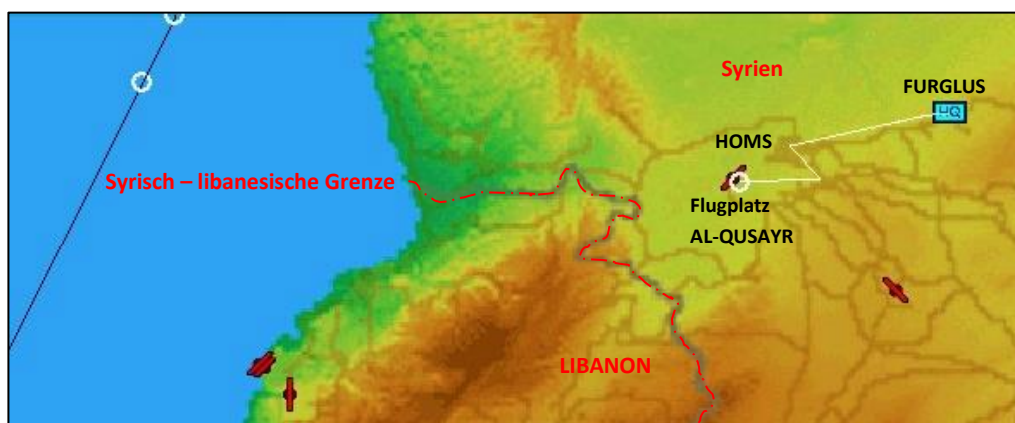 Syrien
FURGLUS
HQ
HOMS
Syrisch – libanesische Grenze
Flugplatz
AL-QUSAYR
LIBANON